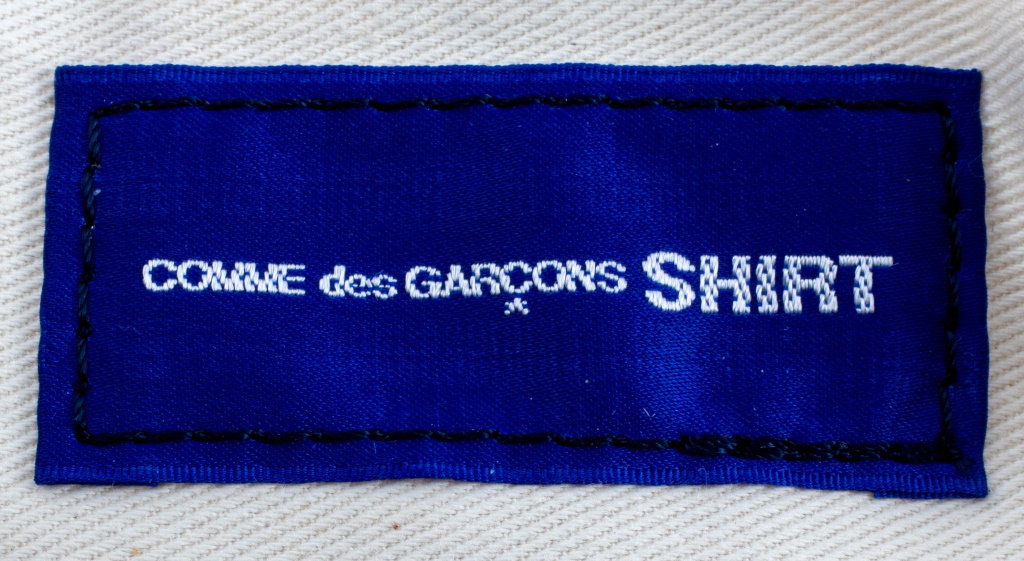 COMME des GARÇONS SHIRT